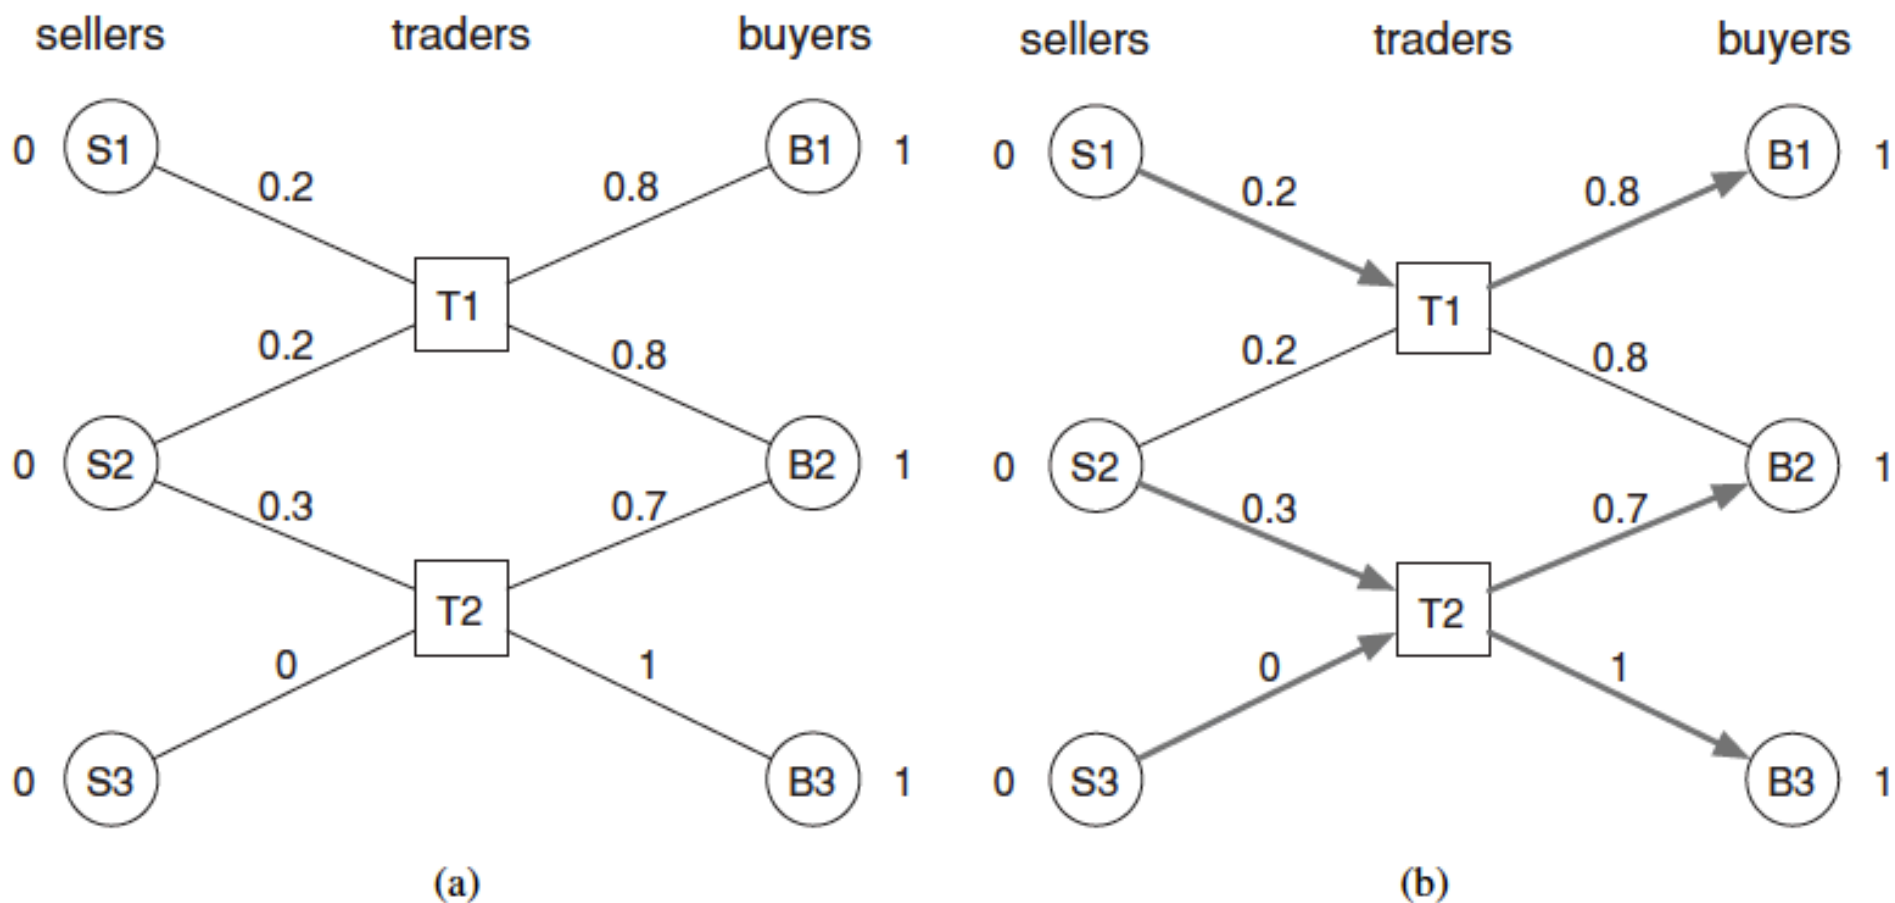 sellers traders buyers
0 S1 0.2 0.8 B1 1
T1
0.2 0.8
0 S2 B2 1
0.3 0.7
T2
0 1
0 S3 B3 1
(a)
sellers traders buyers
0 S1 0.2 0.8 B1 1
T1
0.2 0.8
0 S2 B2 1
0.3 0.7
T2
0 1
0 S3 B3 1
(b)